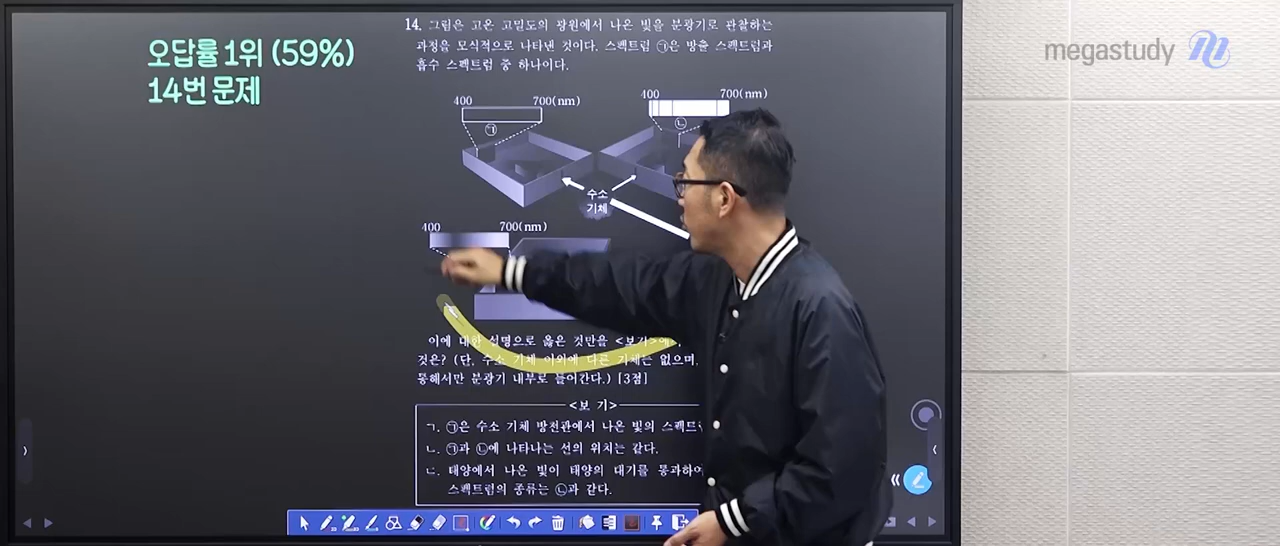 오답률 1위 (59%)
14번 문제
14. 그림은 고온 고밀도의 광원에서 나온 빛을 분광기로 관찰하는
과정을 모식적으로 나타낸 것이다. 스펙트럼 ㉠은 방출 스펙트럼과
흡수 스펙트럼 중 하나이다.
megastudy
400 700(nm)
400 700(nm)
㉠
㉡
수소
기체
400 700(nm)
이에 대한 설명으로 옳은 것만을 <보기>에
것은? (단, 수소 기체 이외에 다른 기체는 없으며,
통해서만 분광기 내부로 들어간다.) [3점]
<보 기>
ㄱ. ㉠은 수소 기체 방전관에서 나온 빛의 스펙트
ㄴ. ㉠과 ㉡에 나타나는 선의 위치는 같다.
ㄷ. 태양에서 나온 빛이 태양의 대기를 통과하여
스펙트럼의 종류는 ㉡과 같다.